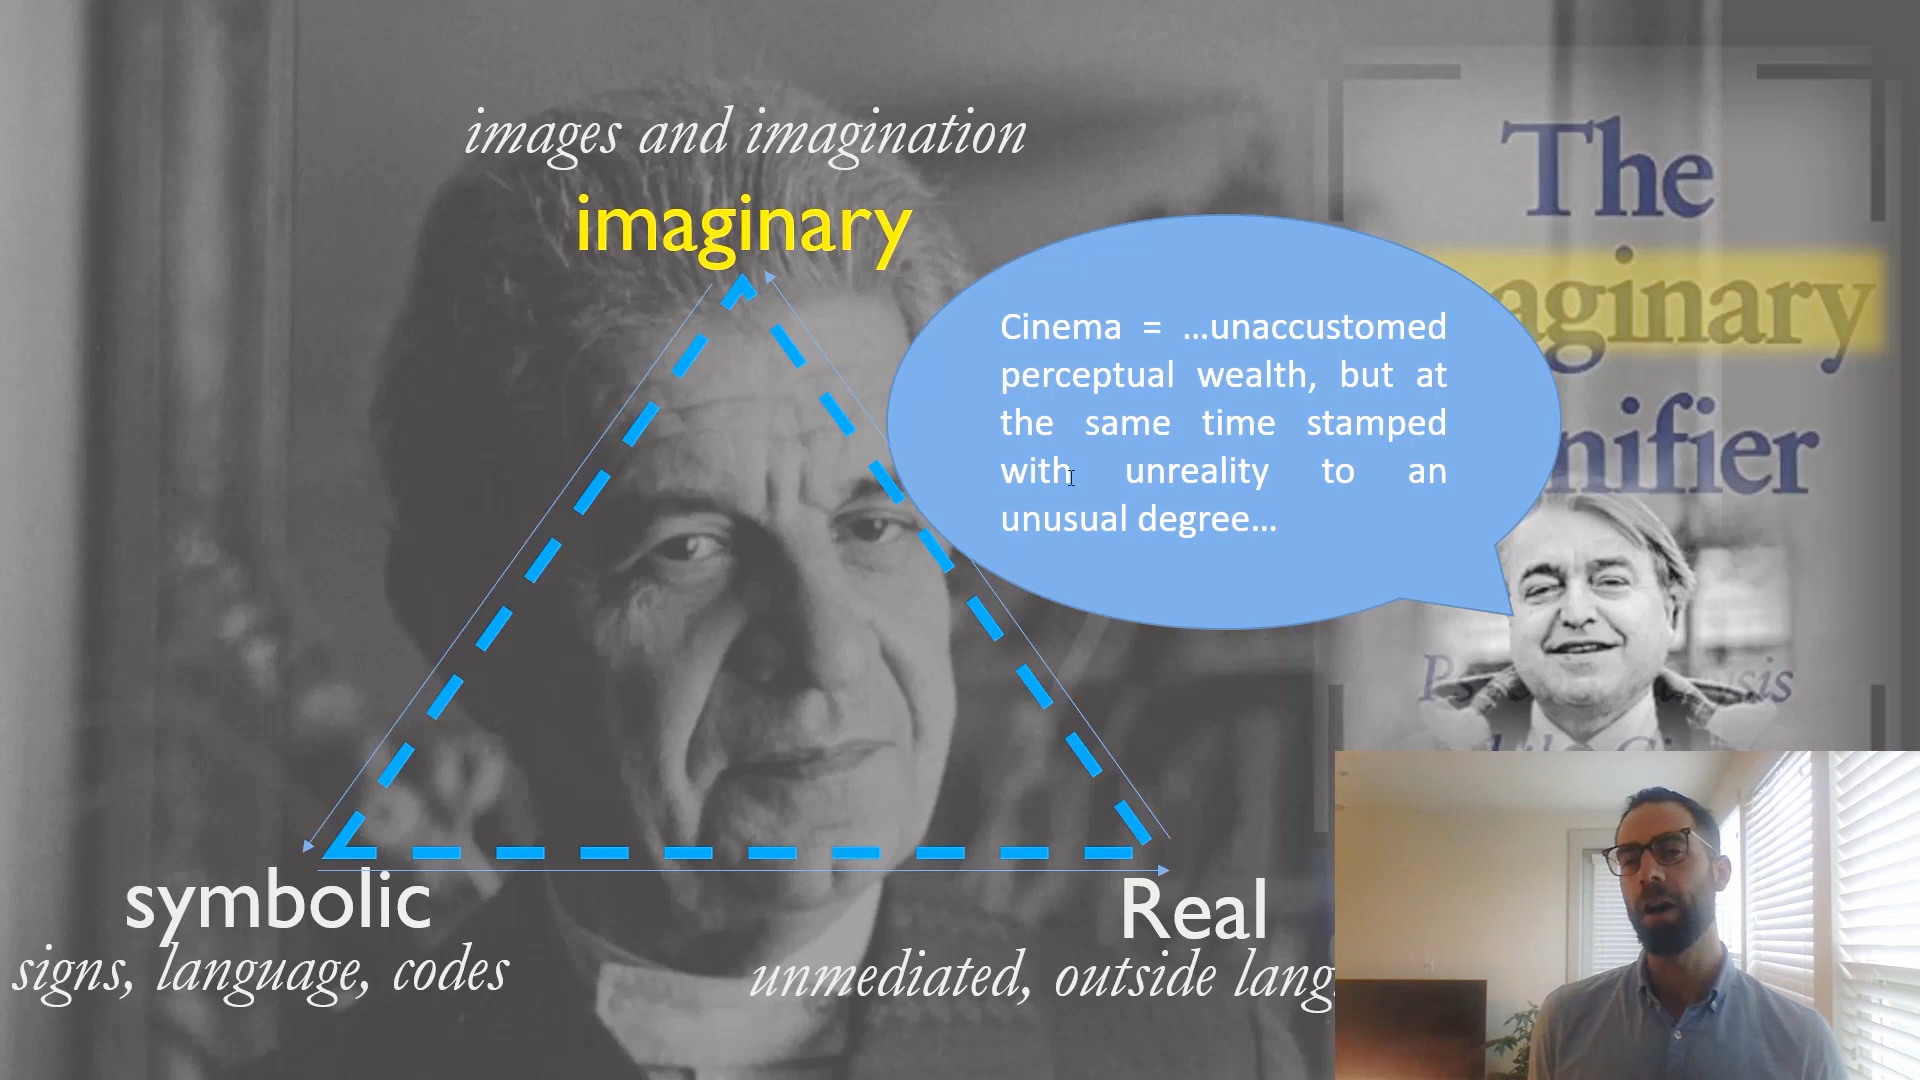 images and imagination
imaginary
The
aginary
nifier
Cinema = ...unaccustomed
perceptual wealth, but at
the same time stamped
with unreality to an
unusual degree...
symbolic
signs, language, codes
Real
unmediated, outside lang